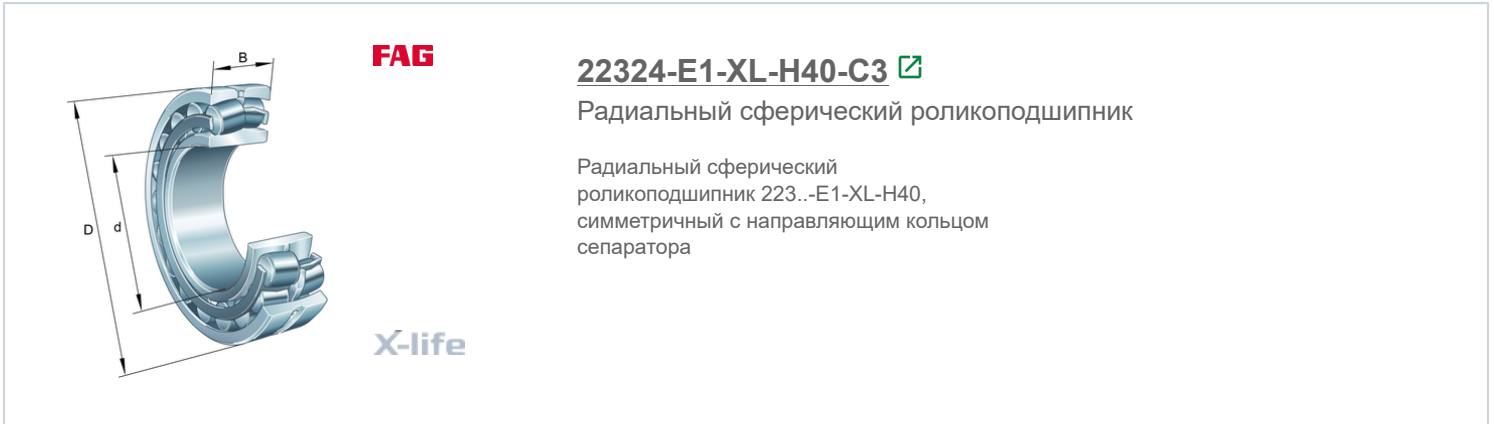 B
D
d
FAG
X-life
22324-E1-XL-H40-C3
Радиальный сферический роликоподшипник
Радиальный сферический
роликоподшипник 223..-E1-XL-H40,
симметричный с направляющим кольцом
сепаратора